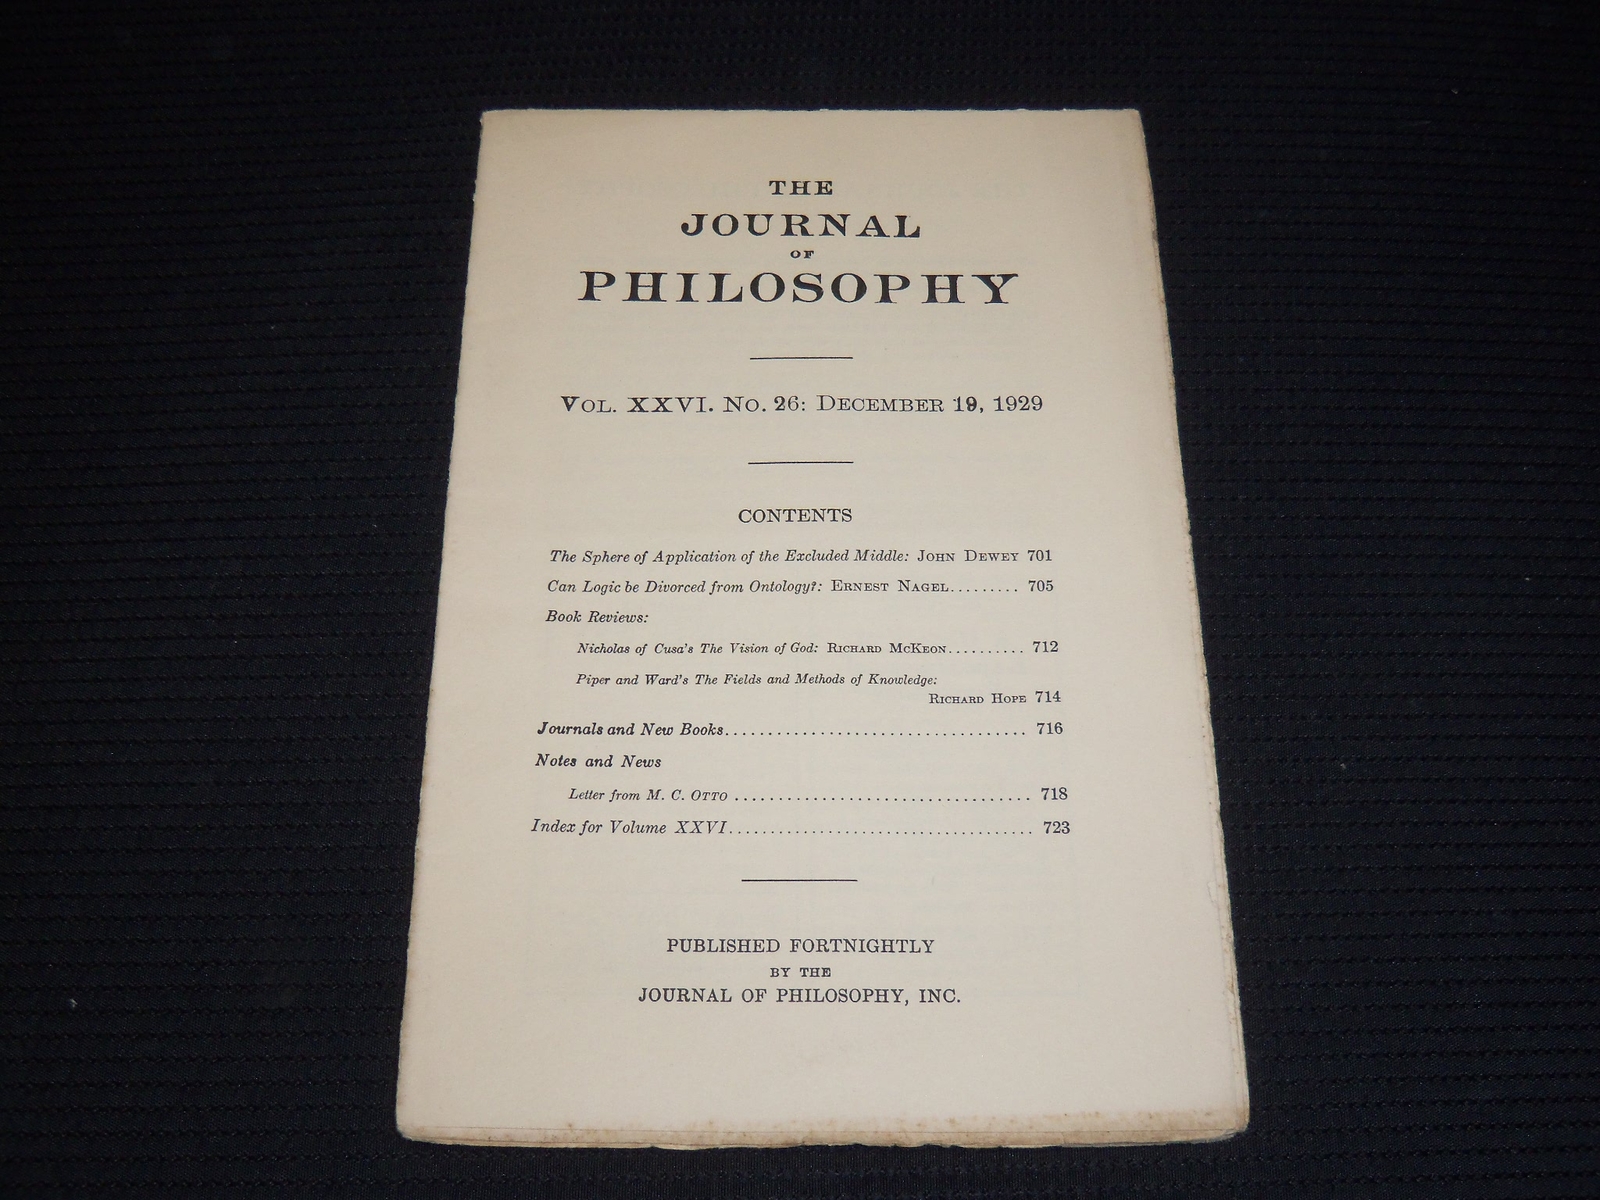 THE
JOURNAL
OF
PHILOSOPHY
VOL. XXVI. NO. 26: DECEMBER 19, 1929
CONTENTS
The Sphere of Application of the Excluded Middle: JOHN DEWEY 701
Can Logic be Divorced from Ontology?: ERNEST NAGEL......... 705
Book Reviews:
Nicholas of Cusa's The Vision of God: RICHARD MCKEON.......... 712
Piper and Ward's The Fields and Methods of Knowledge:
RICHARD HOPE 714
Journals and New Books................................... 716
Notes and News
Letter from M. C. OTTO .................................. 718
Index for Volume XXVI.................................... 723
PUBLISHED FORTNIGHTLY
BY THE
JOURNAL OF PHILOSOPHY, INC.